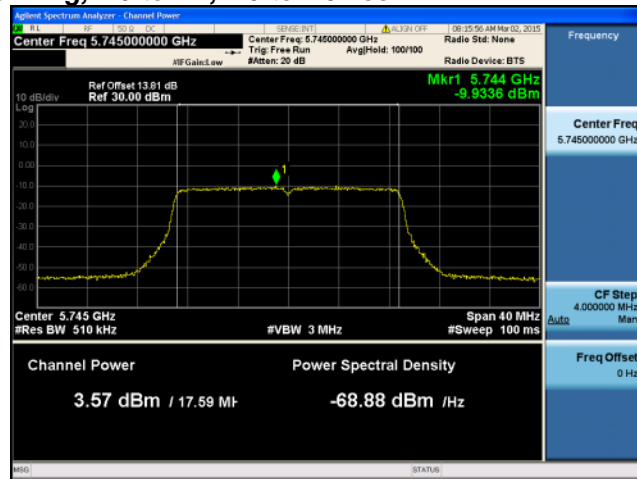 Agilent Spectrum Analyzer - Channel Power
RL RF 50 Ω DC SENSE:INT ALIGN OFF 08:15:56 AM Mar 02, 2015
Center Freq 5.745000000 GHz Center Freq: 5.745000000 GHz Radio Std: None Frequency
Trig: Free Run Avg|Hold: 100/100
#IFGain:Low #Atten: 20 dB Radio Device: BTS
Ref Offset 13.81 dB Mkr1 5.744 GHz
10 dB/div Ref 30.00 dBm -9.9336 dBm
Log
20.0
10.0
0.00
-10.0
-20.0
-30.0
-40.0
-50.0
-60.0
1
Center Freq
5.745000000 GHz
Center 5.745 GHz Span 40 MHz
#Res BW 510 kHz #VBW 3 MHz #Sweep 100 ms
CF Step
4.000000 MHz
Auto Man
Channel Power Power Spectral Density
3.57 dBm / 17.59 MH -68.88 dBm /Hz
Freq Offset
0 Hz
MSG STATUS